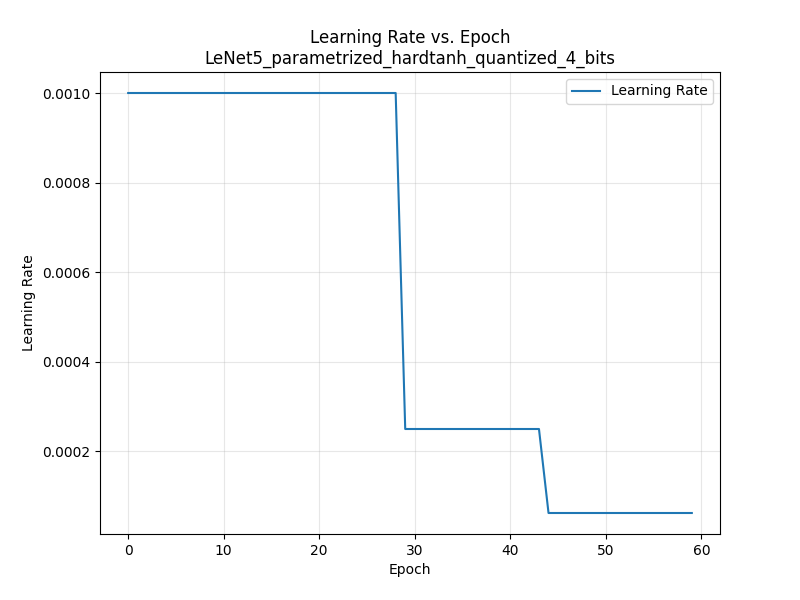 Learning Rate vs. Epoch
LeNet5_parametrized_hardtanh_quantized_4_bits
Learning Rate
0.0010
0.0008
0.0006
0.0004
0.0002
Learning Rate
0 10 20 30 40 50 60
Epoch